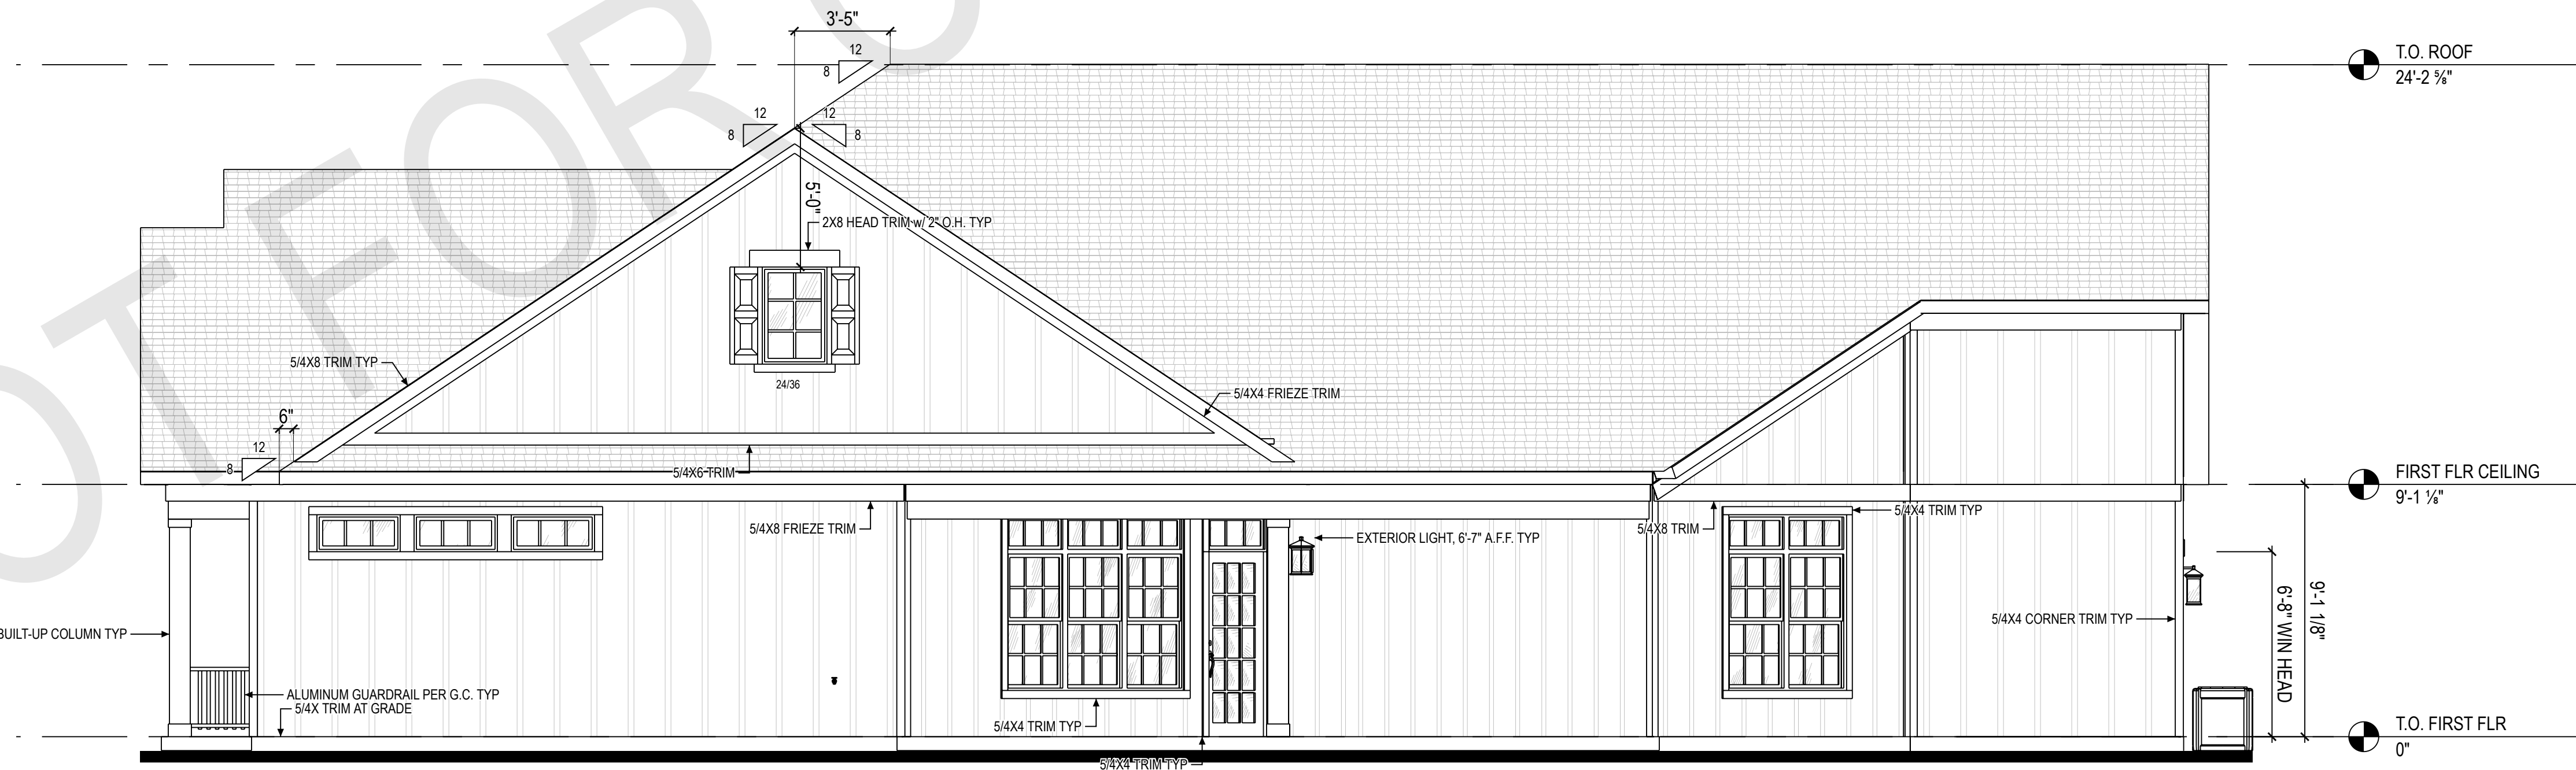 3'-5"
12
8
T.O. ROOF
24'-2 ⅝"
12
8
12
8
5'-0"
2X8 HEAD TRIM w/ 2" O.H. TYP
5/4X8 TRIM TYP
24/36
5/4X4 FRIEZE TRIM
6"
12
8
5/4X6 TRIM
FIRST FLR CEILING
9'-1 ⅛"
5/4X8 FRIEZE TRIM
EXTERIOR LIGHT, 6'-7" A.F.F. TYP
5/4X8 TRIM
5/4X4 TRIM TYP
BUILT-UP COLUMN TYP
5/4X4 CORNER TRIM TYP
6'-8" WIN HEAD
9'-1 1/8"
ALUMINUM GUARDRAIL PER G.C. TYP
5/4X TRIM AT GRADE
5/4X4 TRIM TYP
T.O. FIRST FLR
0"
5/4X4 TRIM TYP
OT FOR